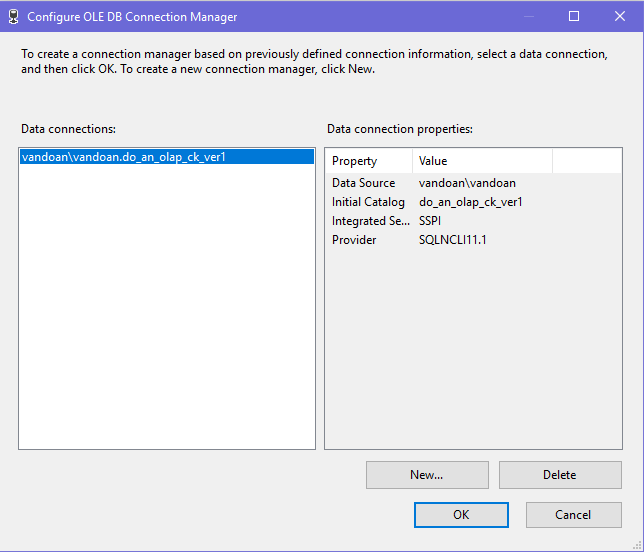 Configure OLE DB Connection Manager
To create a connection manager based on previously defined connection information, select a data connection,
and then click OK. To create a new connection manager, click New.
Data connections:
vandoan\vandoan.do_an_olap_ck_ver1
Data connection properties:
Property Value
Data Source vandoan\vandoan
Initial Catalog do_an_olap_ck_ver1
Integrated Se... SSPI
Provider SQLNCLI11.1
New... Delete
OK Cancel